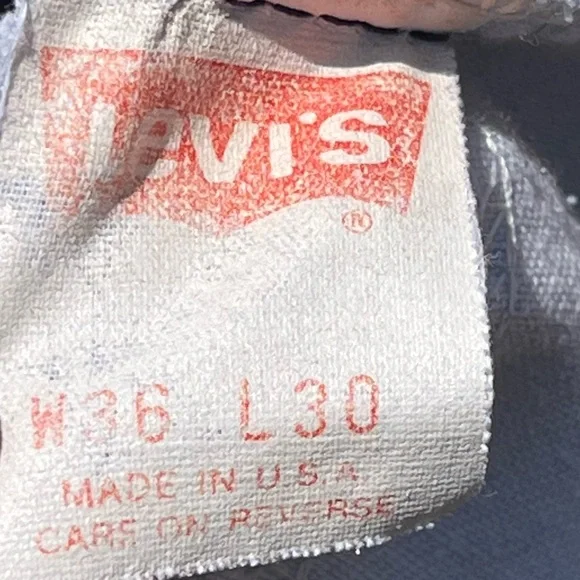 Levi's
®
W36 L30
MADE IN U.S.A.
CARE ON REVERSE